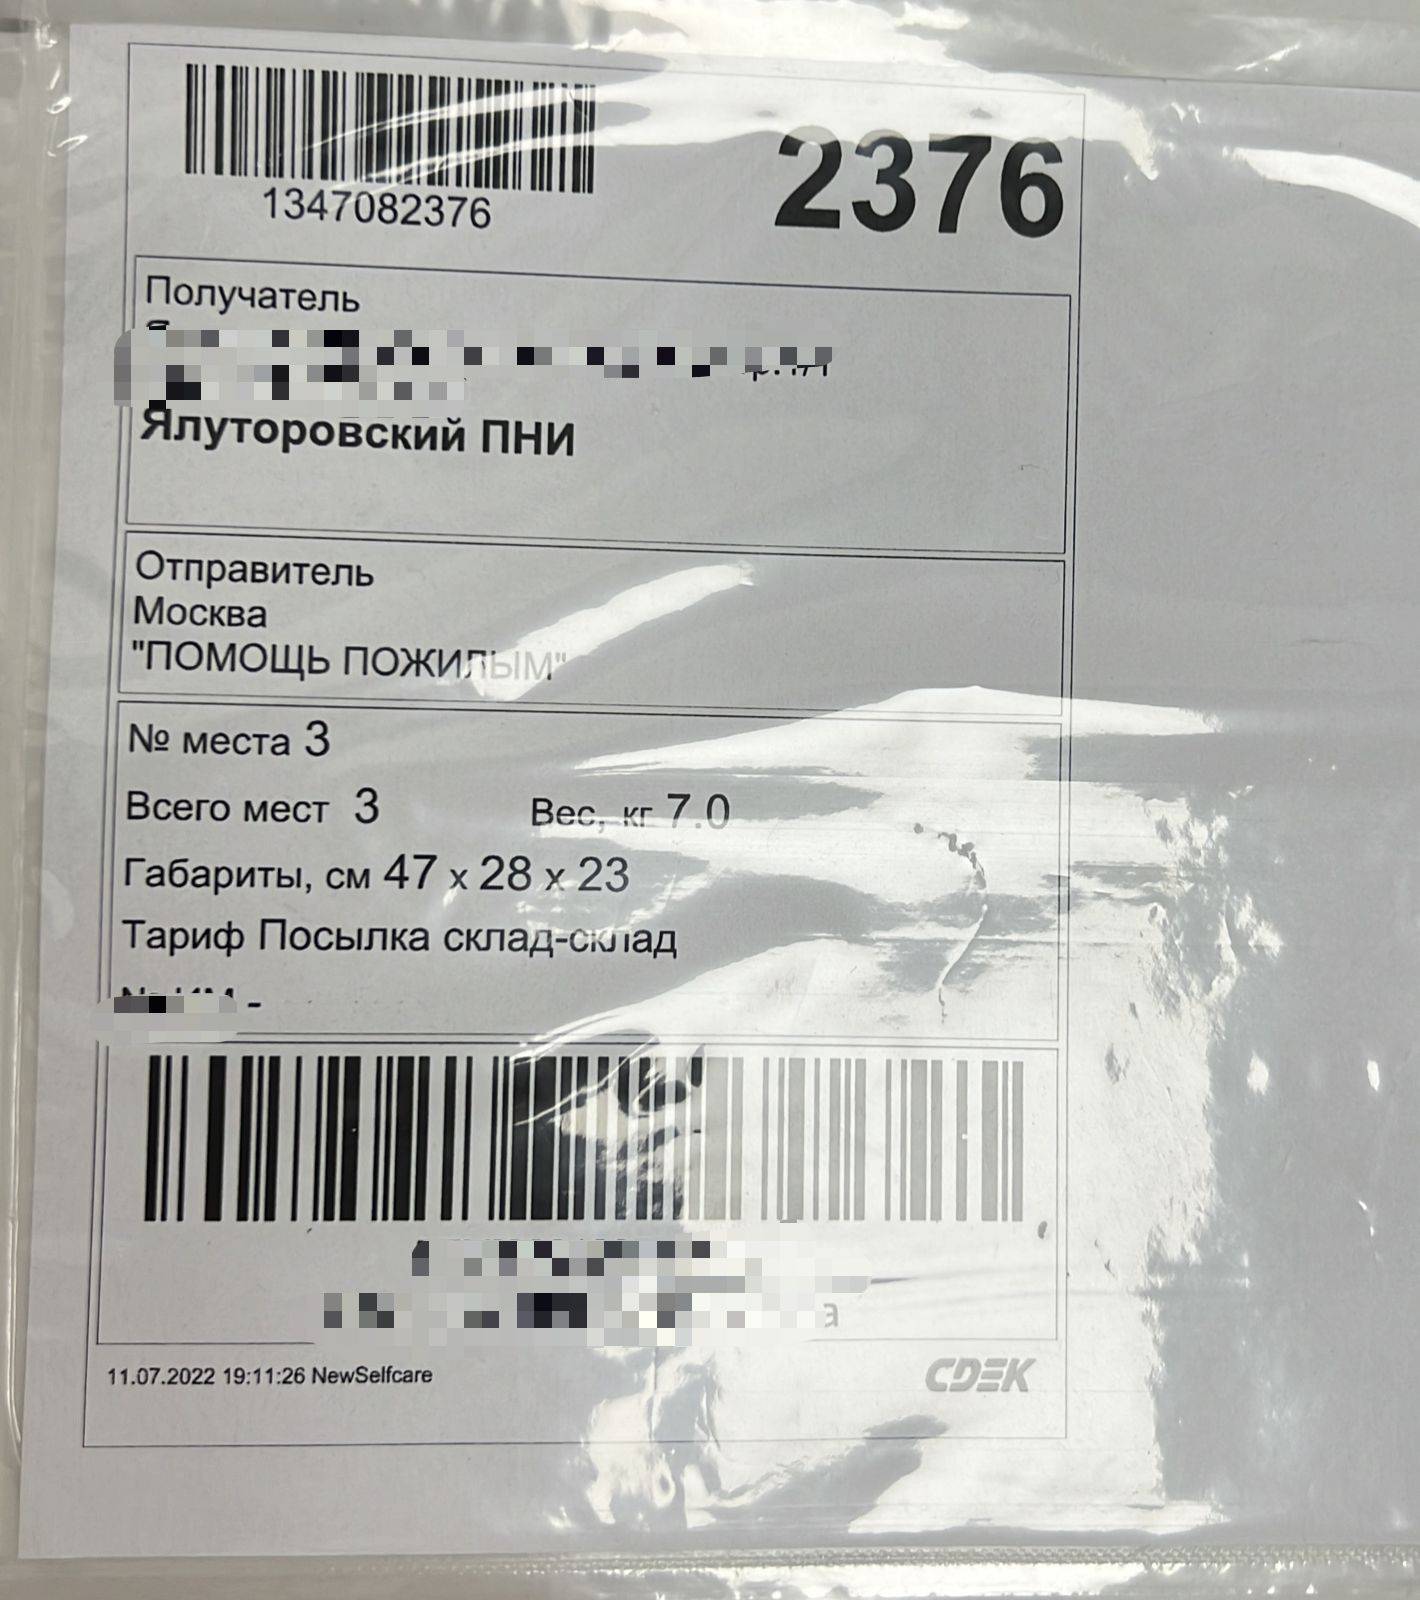 2376
1347082376
Получатель
Ялуторовский ПНИ
Отправитель
Москва
"ПОМОЩЬ ПОЖИЛЫМ"
№ места 3
Всего мест 3 Вес, кг 7.0
Габариты, см 47 x 28 x 23
Тариф Посылка склад-склад
11.07.2022 19:11:26 NewSelfcare
CDEK